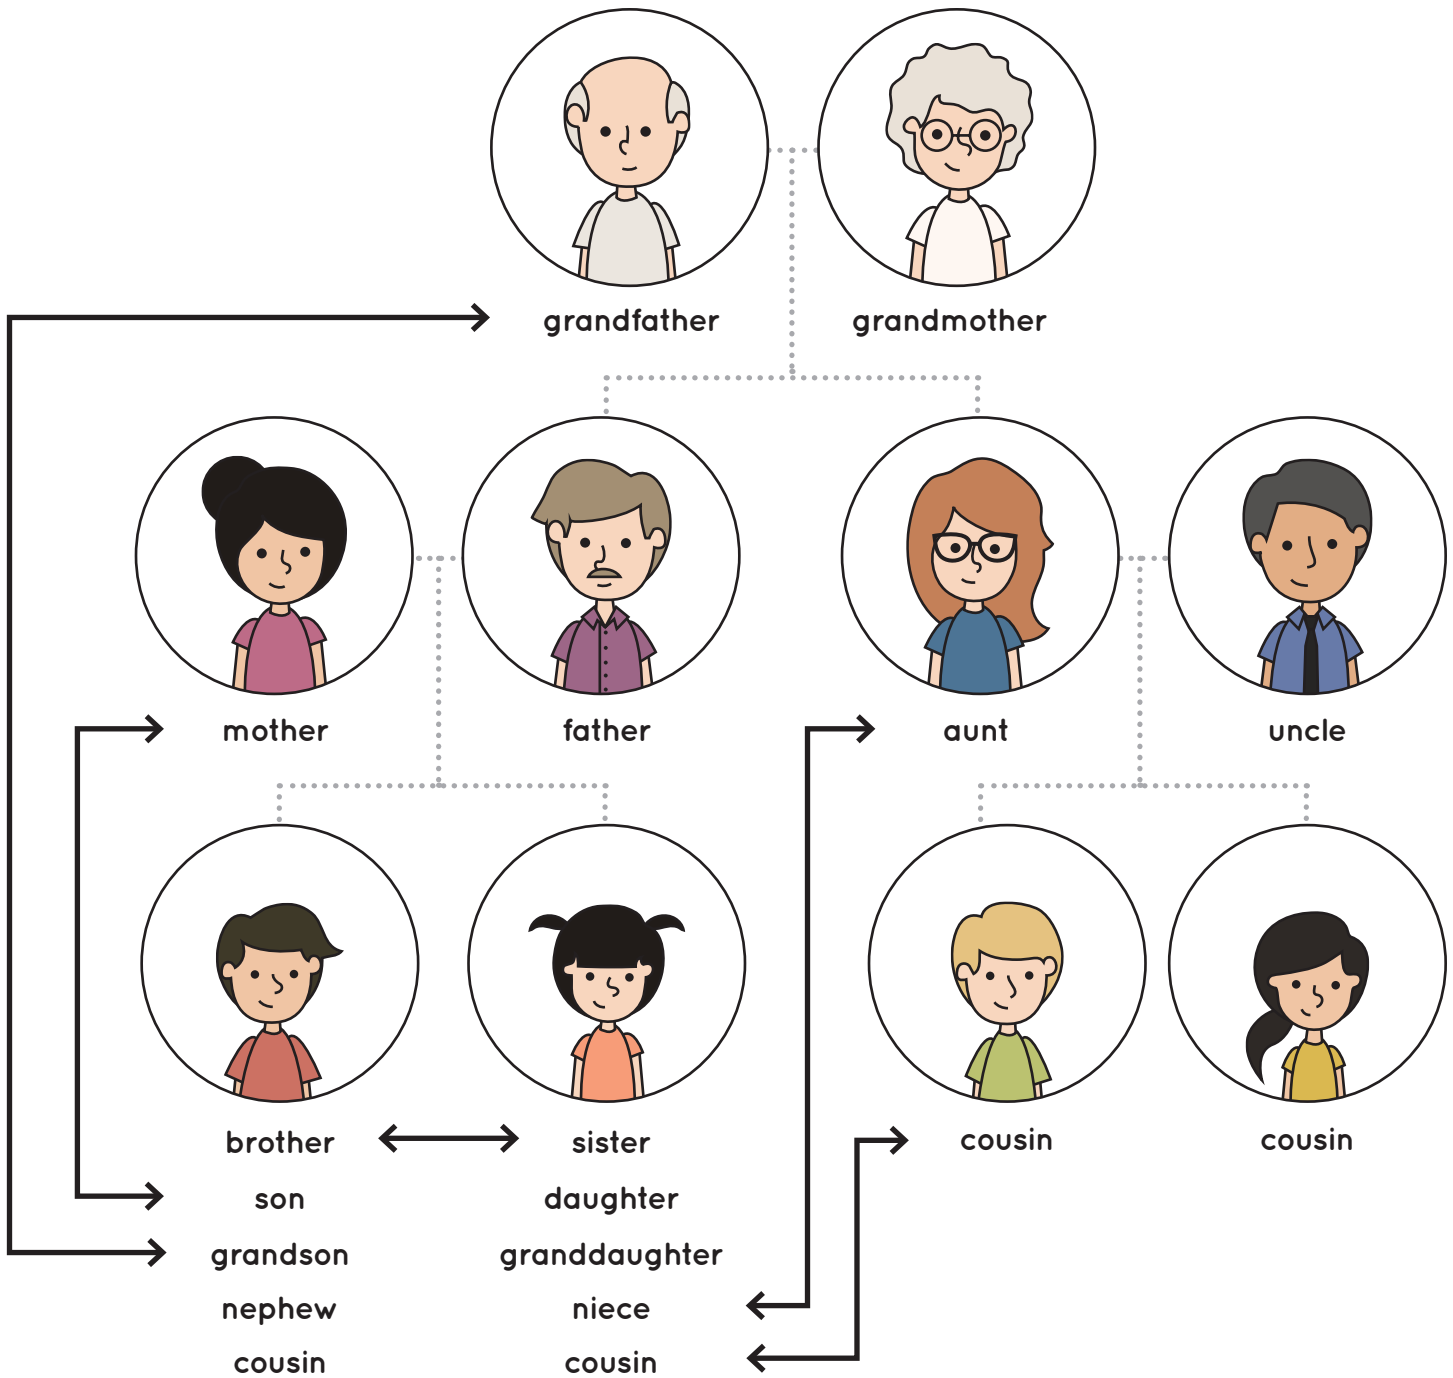 grandfather grandmother
mother father aunt uncle
brother sister cousin cousin
son daughter
grandson granddaughter
nephew niece
cousin cousin